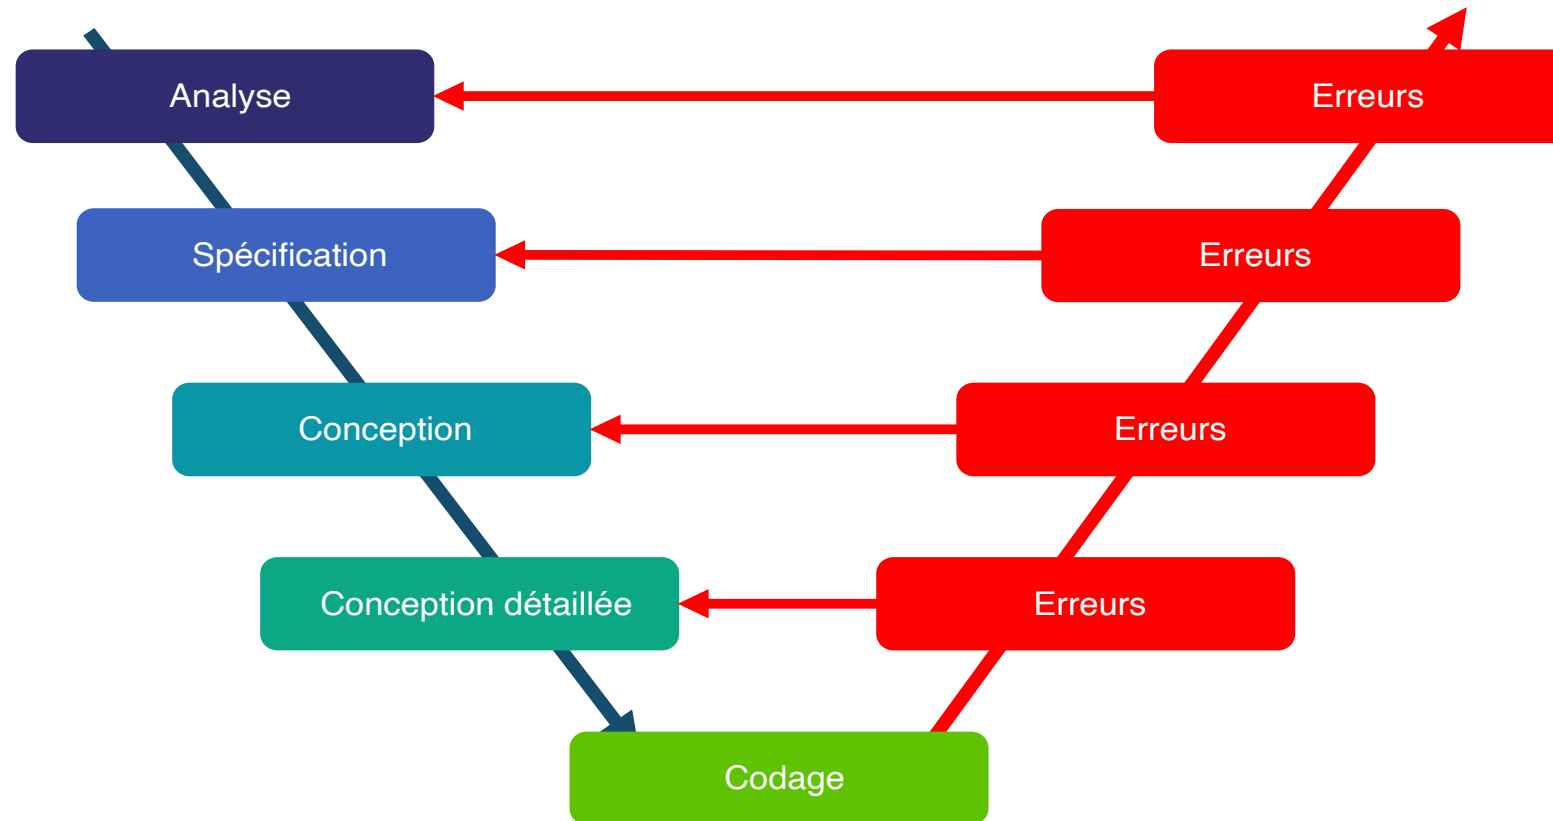 Analyse
Erreurs
Spécification
Erreurs
Conception
Erreurs
Conception détaillée
Erreurs
Codage